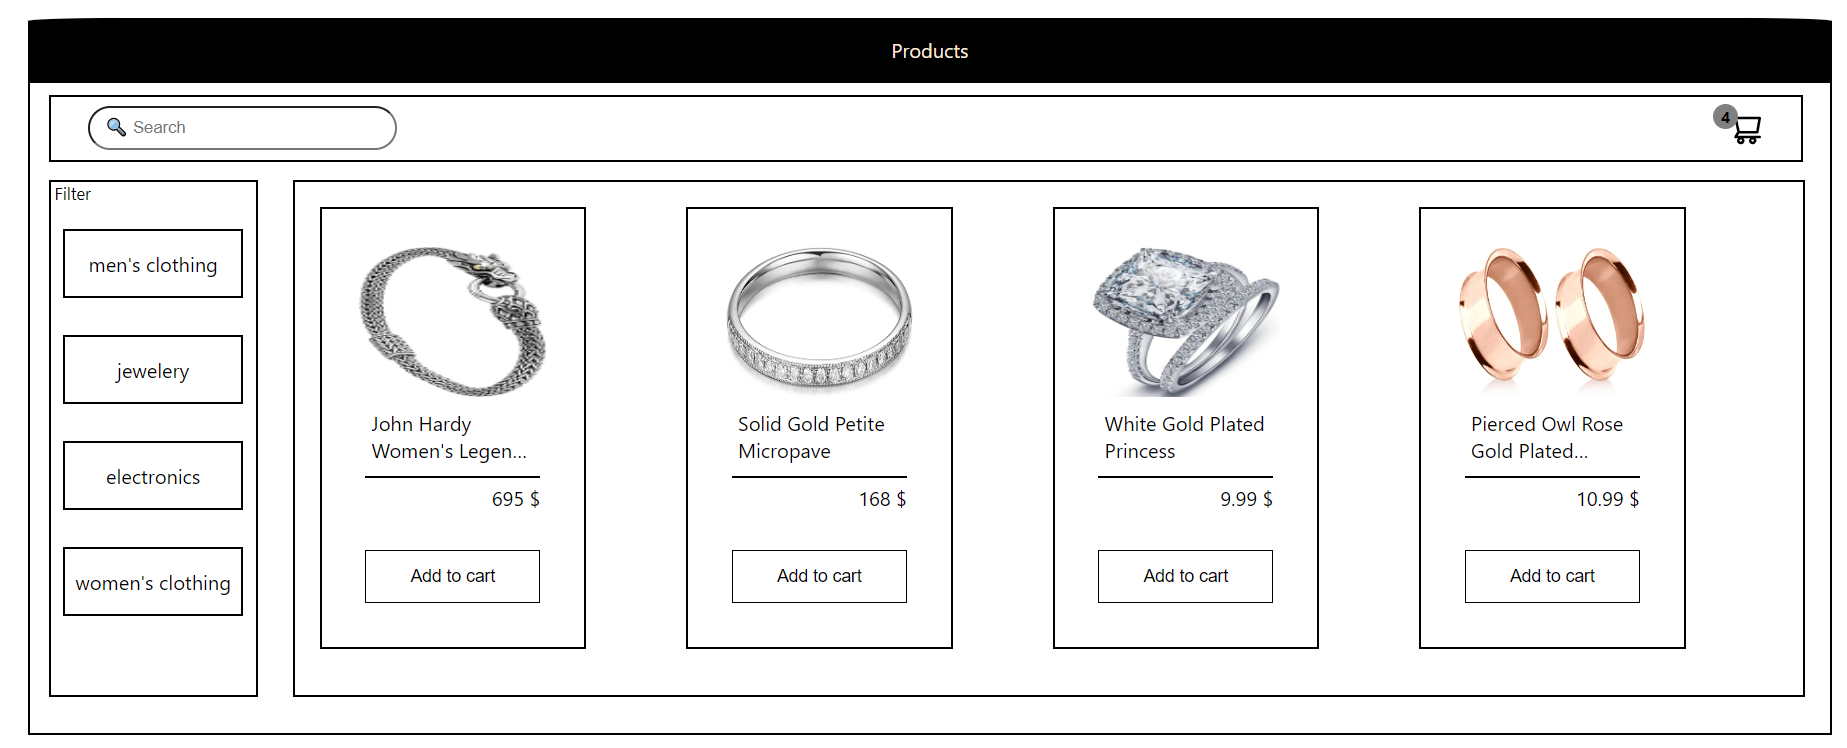 Products
Search
4
Filter
men's clothing
jewelery
electronics
women's clothing
John Hardy
Women's Legen...
695 $
Add to cart
Solid Gold Petite
Micropave
168 $
Add to cart
White Gold Plated
Princess
9.99 $
Add to cart
Pierced Owl Rose
Gold Plated...
10.99 $
Add to cart